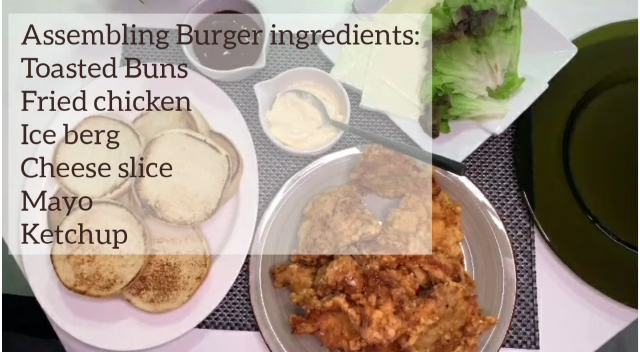 Assembling Burger ingredients:
Toasted Buns
Fried chicken
Ice berg
Cheese slice
Mayo
Ketchup